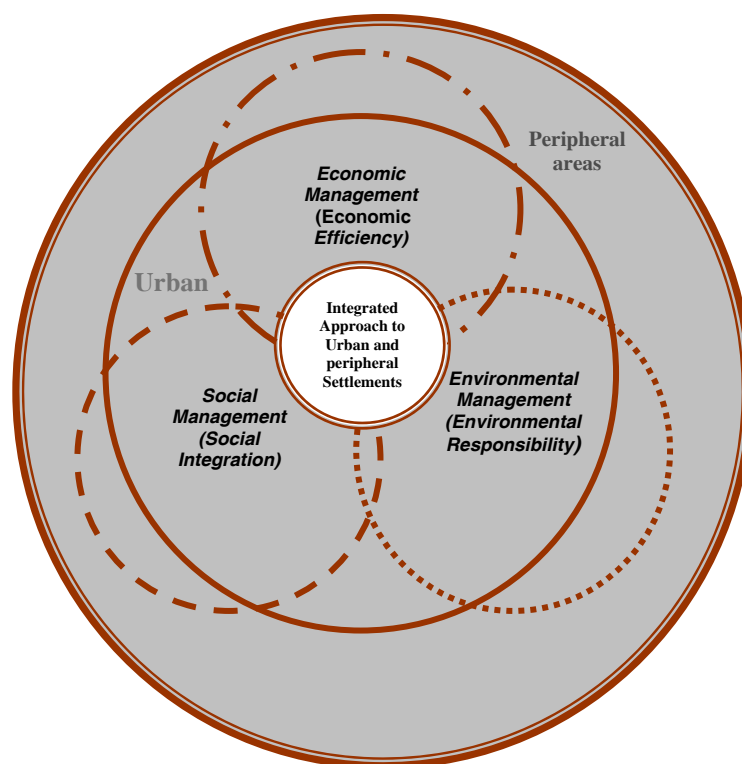 Peripheral
areas
Economic
Management
(Economic
Efficiency)
Urban
Integrated
Approach to
Urban and
peripheral
Settlements
Social
Management
(Social
Integration)
Environmental
Management
(Environmental
Responsibility)